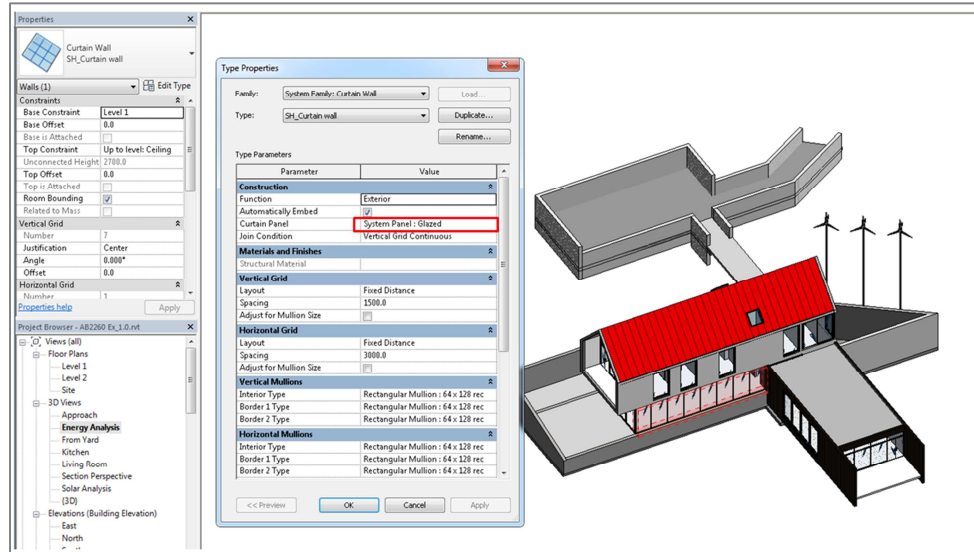 Properties
Curtain Wall
SH_Curtain wall
Walls (1)
Edit Type
Constraints
Base Constraint Level 1
Base Offset 0.0
Base is Attached
Top Constraint Up to level: Ceiling
Unconnected Height 2700.0
Top Offset 0.0
Top is Attached
Room Bounding
Related to Mass
Vertical Grid
Number 7
Justification Center
Angle 0.000°
Offset 0.0
Horizontal Grid
Number 1
Properties help
Apply
Project Browser - AB2260 Ex_1.0.rvt
Views (all)
Floor Plans
Level 1
Level 2
Site
3D Views
Approach
Energy Analysis
From Yard
Kitchen
Living Room
Section Perspective
Solar Analysis
{3D}
Elevations (Building Elevation)
East
North
Type Properties
Family: System Family: Curtain Wall
Load...
Type: SH_Curtain wall
Duplicate...
Rename...
Type Parameters
Parameter Value
Construction
Function Exterior
Automatically Embed
Curtain Panel System Panel : Glazed
Join Condition Vertical Grid Continuous
Materials and Finishes
Structural Material
Vertical Grid
Layout Fixed Distance
Spacing 1500.0
Adjust for Mullion Size
Horizontal Grid
Layout Fixed Distance
Spacing 3000.0
Adjust for Mullion Size
Vertical Mullions
Interior Type Rectangular Mullion : 64 x 128 rec
Border 1 Type Rectangular Mullion : 64 x 128 rec
Border 2 Type Rectangular Mullion : 64 x 128 rec
Horizontal Mullions
Interior Type Rectangular Mullion : 64 x 128 rec
Border 1 Type Rectangular Mullion : 64 x 128 rec
Border 2 Type Rectangular Mullion : 64 x 128 rec
<< Preview
OK
Cancel
Apply